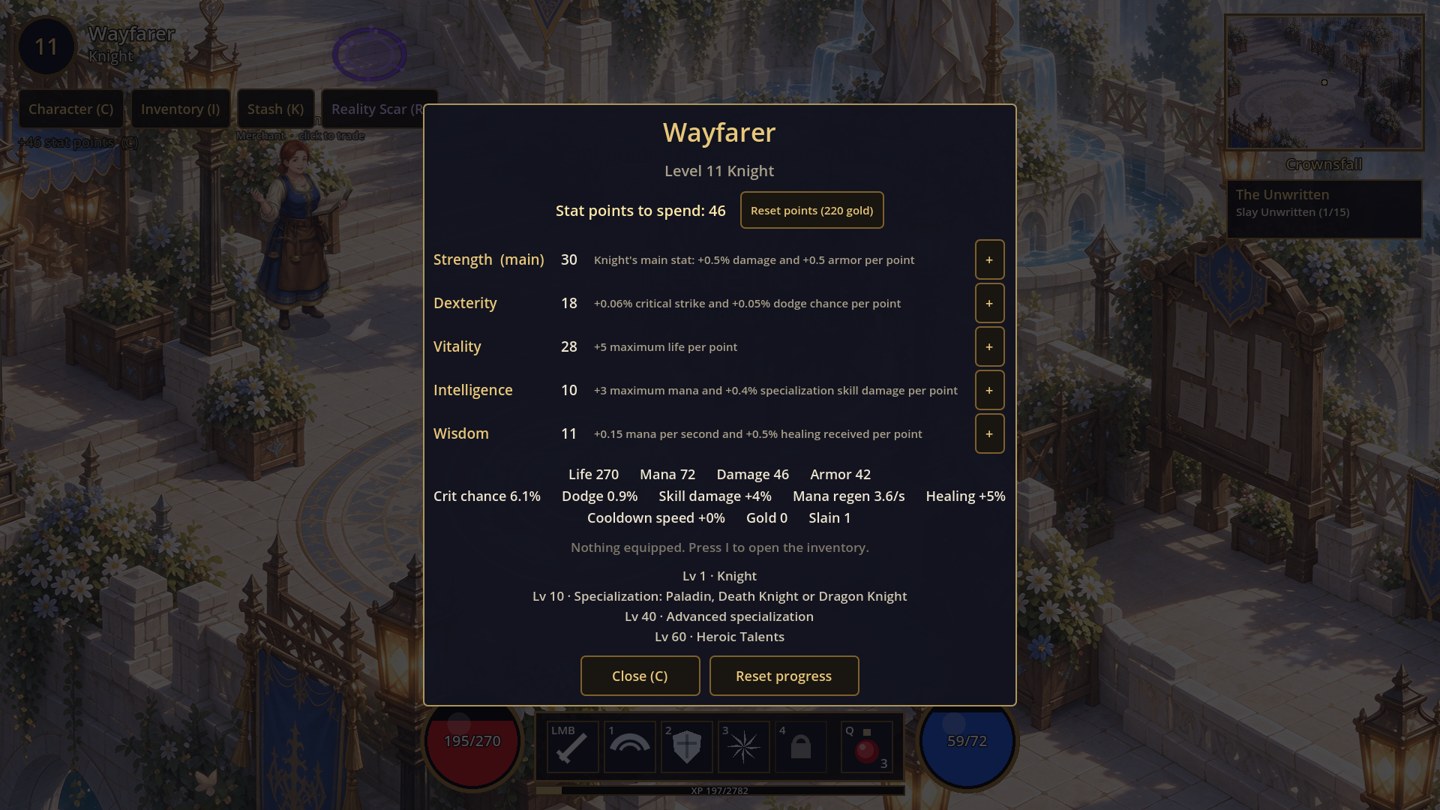 11
Wayfarer
Knight
Character (C)
Inventory (I)
Stash (K)
Reality Scar (R
+46 stat points (C)
Merchant · click to trade
Crownsfall
The Unwritten
Slay Unwritten (1/15)
Wayfarer
Level 11 Knight
Stat points to spend: 46
Reset points (220 gold)
Strength (main) 30 Knight's main stat: +0.5% damage and +0.5 armor per point +
Dexterity 18 +0.06% critical strike and +0.05% dodge chance per point +
Vitality 28 +5 maximum life per point +
Intelligence 10 +3 maximum mana and +0.4% specialization skill damage per point +
Wisdom 11 +0.15 mana per second and +0.5% healing received per point +
Life 270 Mana 72 Damage 46 Armor 42
Crit chance 6.1% Dodge 0.9% Skill damage +4% Mana regen 3.6/s Healing +5%
Cooldown speed +0% Gold 0 Slain 1
Nothing equipped. Press I to open the inventory.
Lv 1 · Knight
Lv 10 · Specialization: Paladin, Death Knight or Dragon Knight
Lv 40 · Advanced specialization
Lv 60 · Heroic Talents
Close (C)
Reset progress
195/270
LMB 1 2 3 4 Q
3
59/72
XP 197/2782